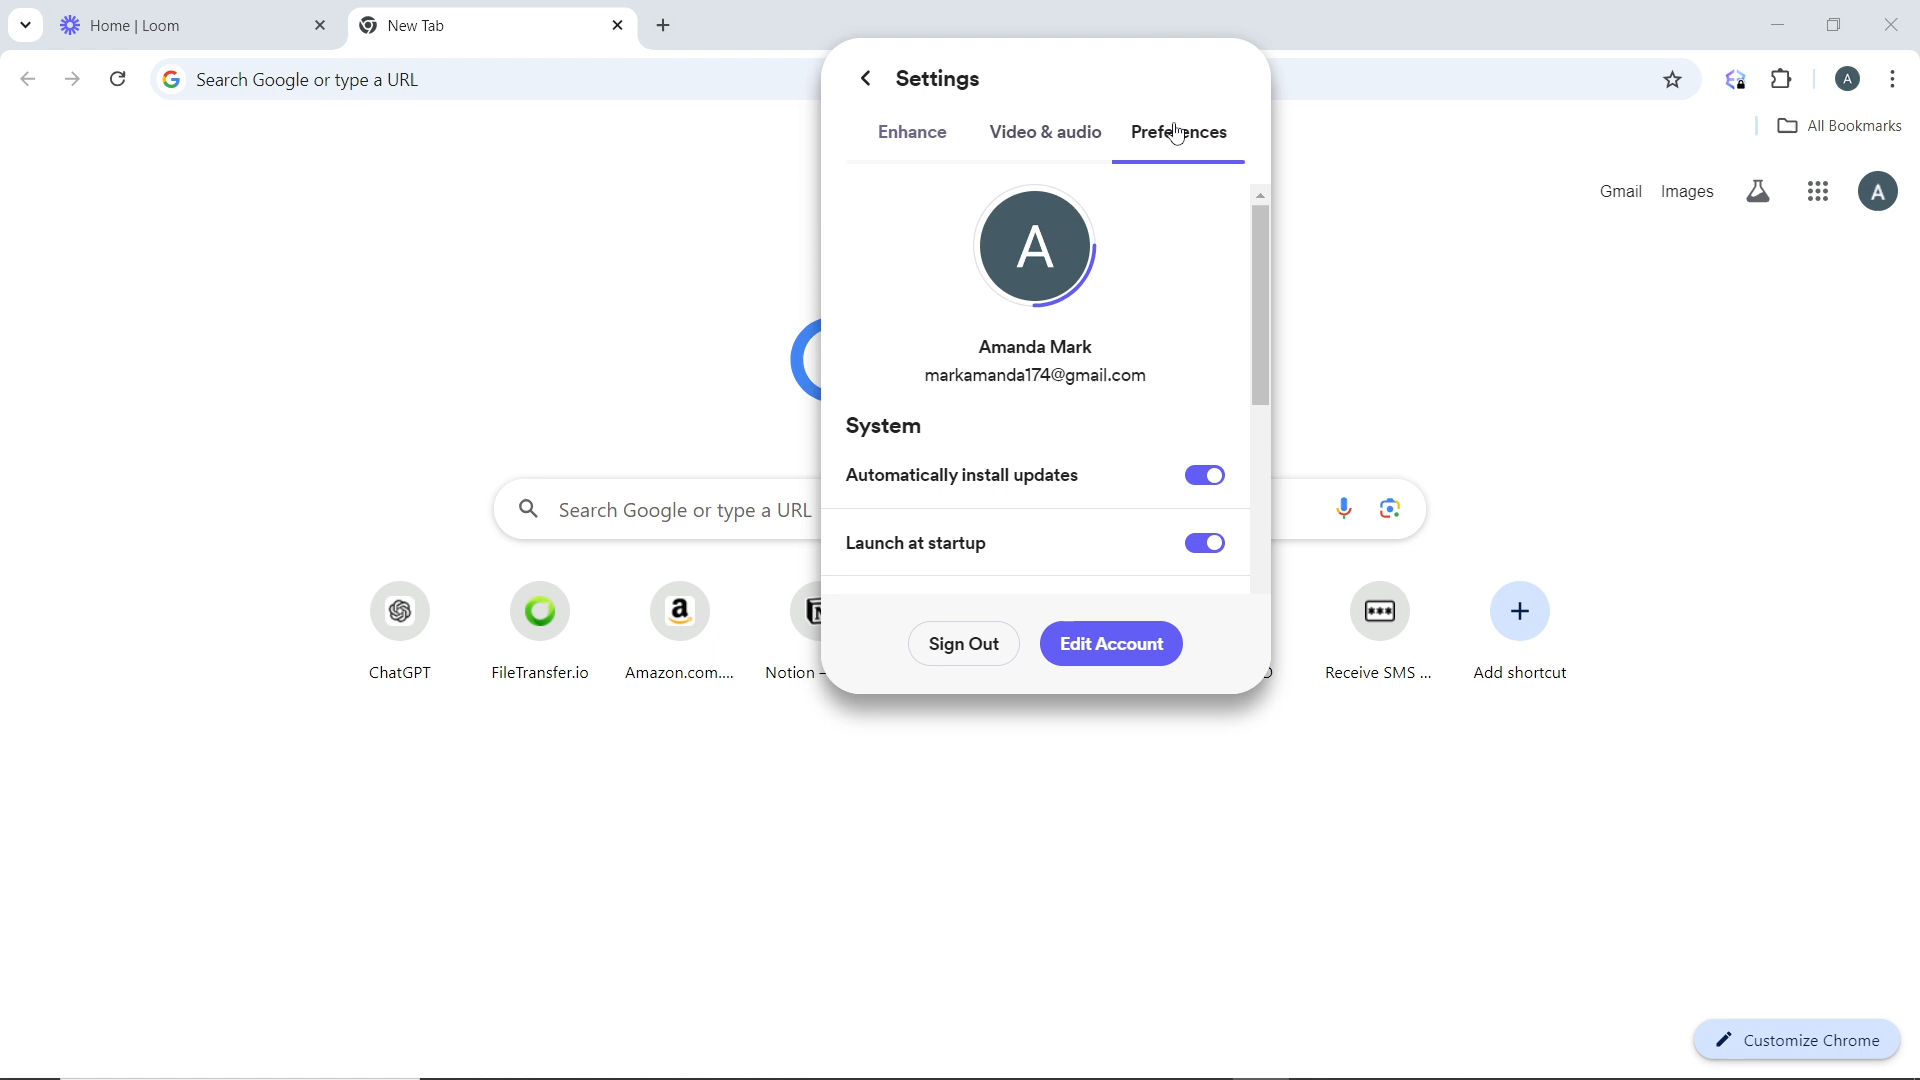 Home | Loom
New Tab
Search Google or type a URL
All Bookmarks
Gmail Images
A
Settings
Enhance Video & audio Preferences
A
Amanda Mark
markamanda174@gmail.com
System
Automatically install updates
Launch at startup
Sign Out Edit Account
Search Google or type a URL
ChatGPT FileTransfer.io Amazon.com.... Notion – Receive SMS ... Add shortcut
Customize Chrome